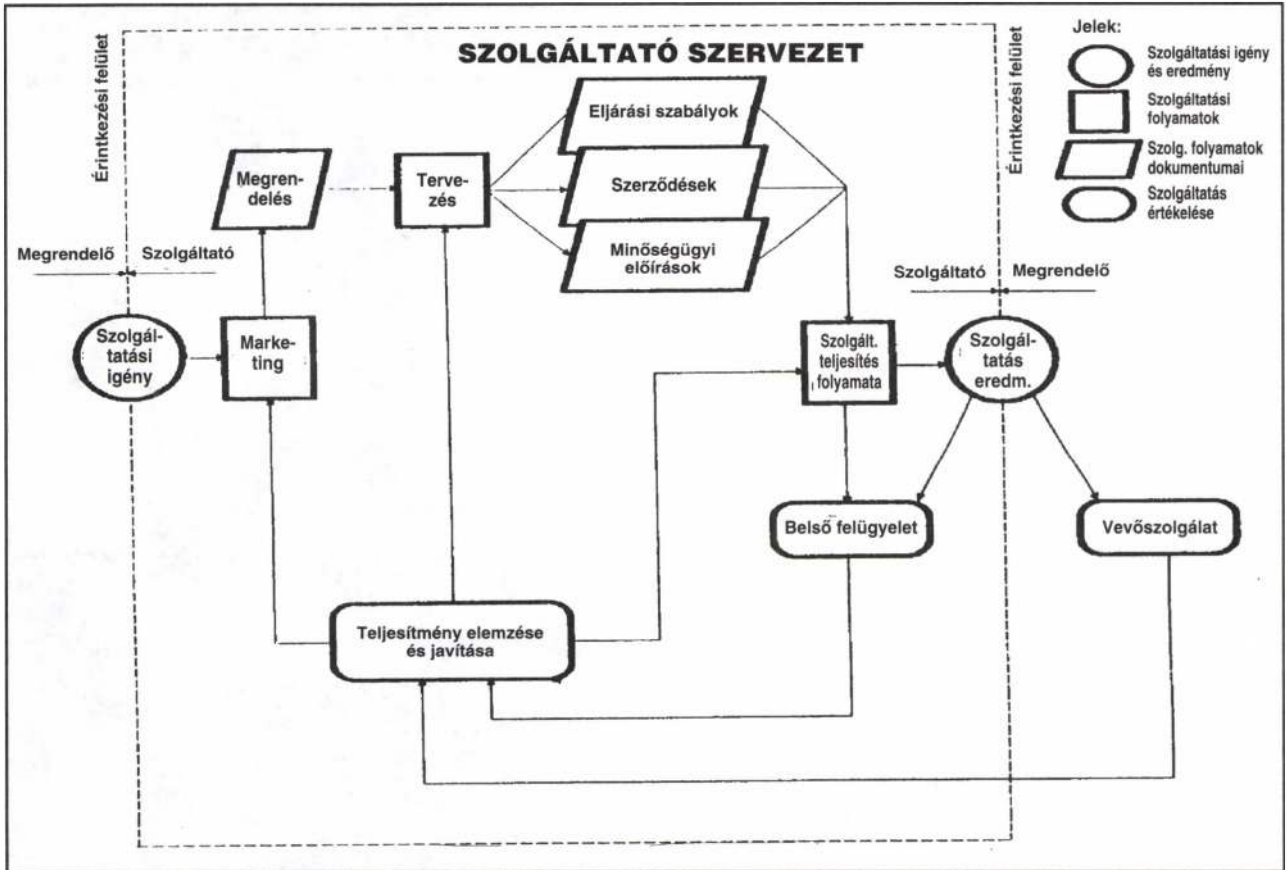 SZOLGÁLTATÓ SZERVEZET
Érintkezési felület
Érintkezési felület
Jelek:
Szolgáltatási igény
és eredmény
Szolgáltatási
folyamatok
Szolg. folyamatok
dokumentumai
Szolgáltatás
értékelése
Eljárási szabályok
Megren-
delés
Terve-
zés
Szerződések
Minőségügyi
előírások
Megrendelő
Szolgáltató
Szolgáltató
Megrendelő
Szolgál-
tatási
igény
Marke-
ting
Szolgált.
teljesítés
folyamata
Szolgál-
tatás
eredm.
Belső felügyelet
Vevőszolgálat
Teljesítmény elemzése
és javítása